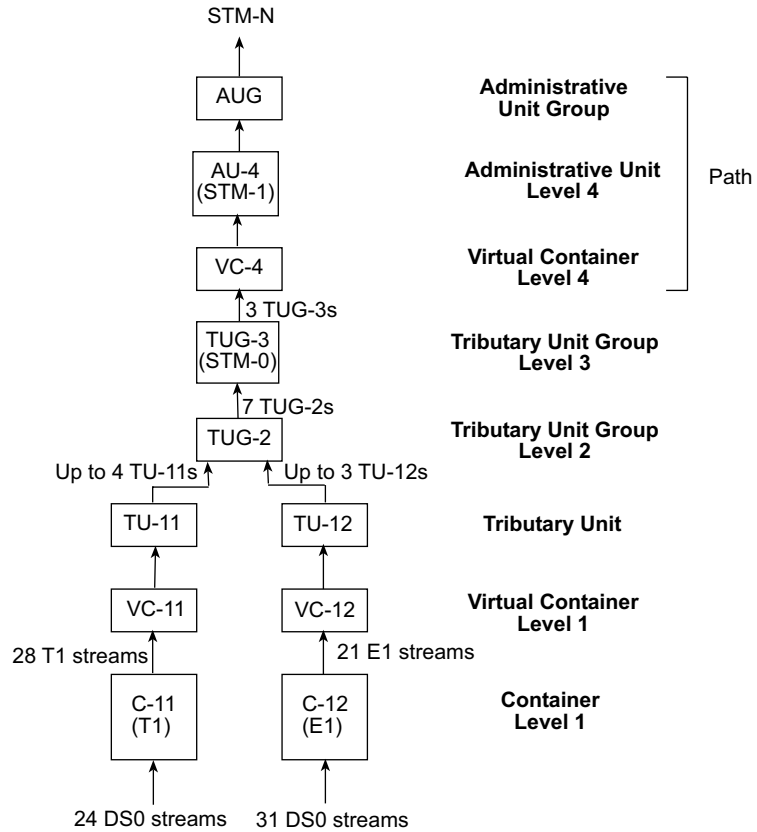 STM-N
AUG
Administrative
Unit Group
AU-4
(STM-1)
Administrative Unit
Level 4
Path
VC-4
Virtual Container
Level 4
3 TUG-3s
TUG-3
(STM-0)
Tributary Unit Group
Level 3
7 TUG-2s
TUG-2
Tributary Unit Group
Level 2
Up to 4 TU-11s
Up to 3 TU-12s
TU-11
TU-12
Tributary Unit
VC-11
VC-12
Virtual Container
Level 1
28 T1 streams
21 E1 streams
C-11
(T1)
C-12
(E1)
Container
Level 1
24 DS0 streams
31 DS0 streams